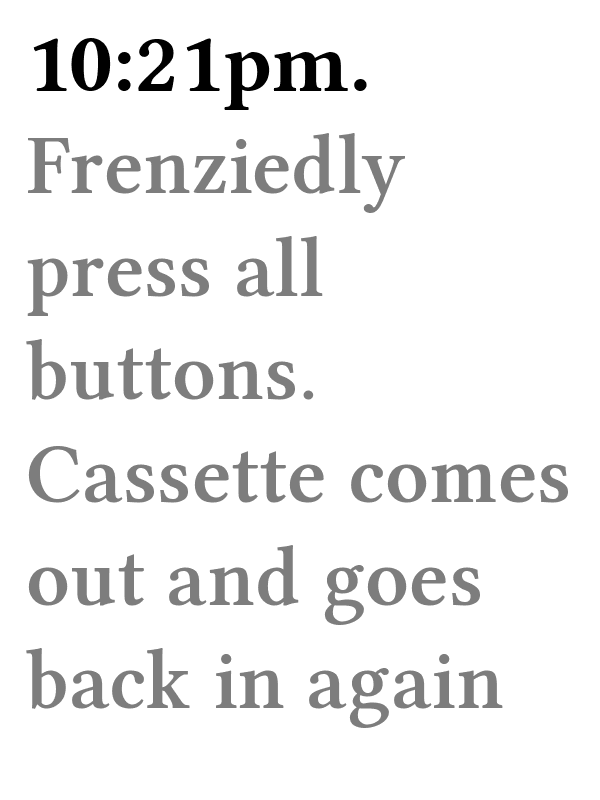 10:21pm.
Frenziedly
press all
buttons.
Cassette comes
out and goes
back in again